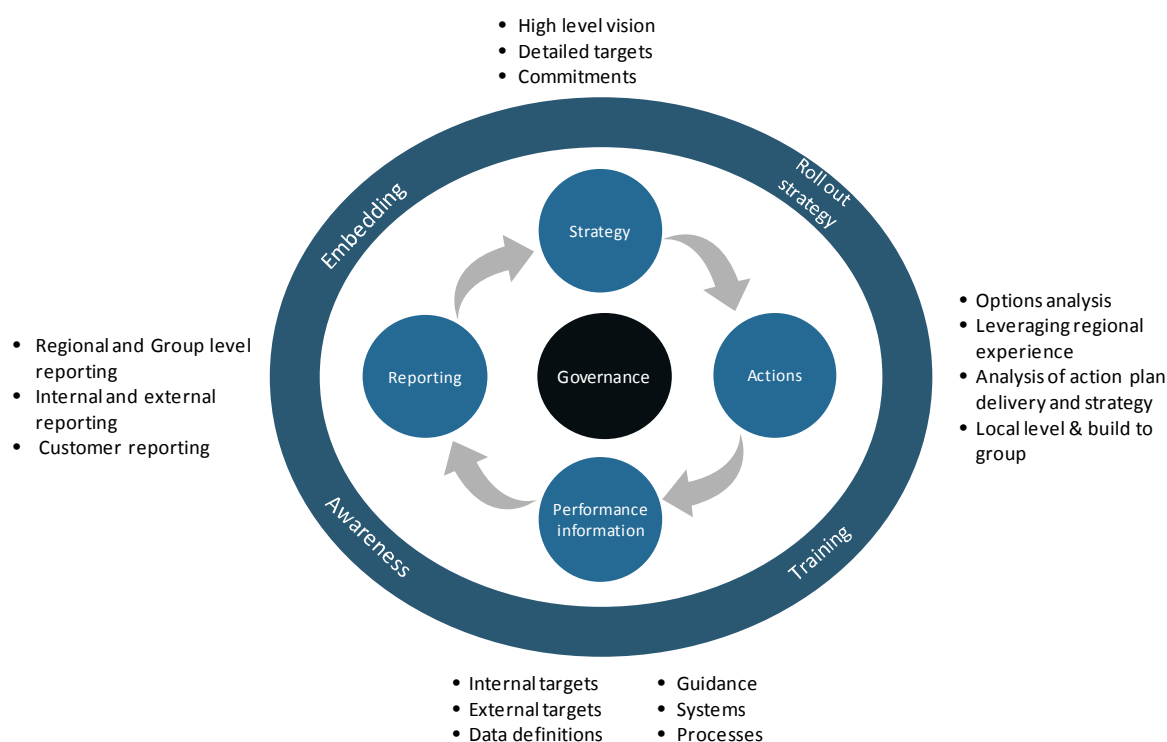 • High level vision
• Detailed targets
• Commitments
Embedding
Roll out
strategy
Strategy
Reporting
Governance
Actions
Performance
information
Awareness
Training
• Regional and Group level
reporting
• Internal and external
reporting
• Customer reporting
• Options analysis
• Leveraging regional
experience
• Analysis of action plan
delivery and strategy
• Local level & build to
group
• Internal targets
• External targets
• Data definitions
• Guidance
• Systems
• Processes